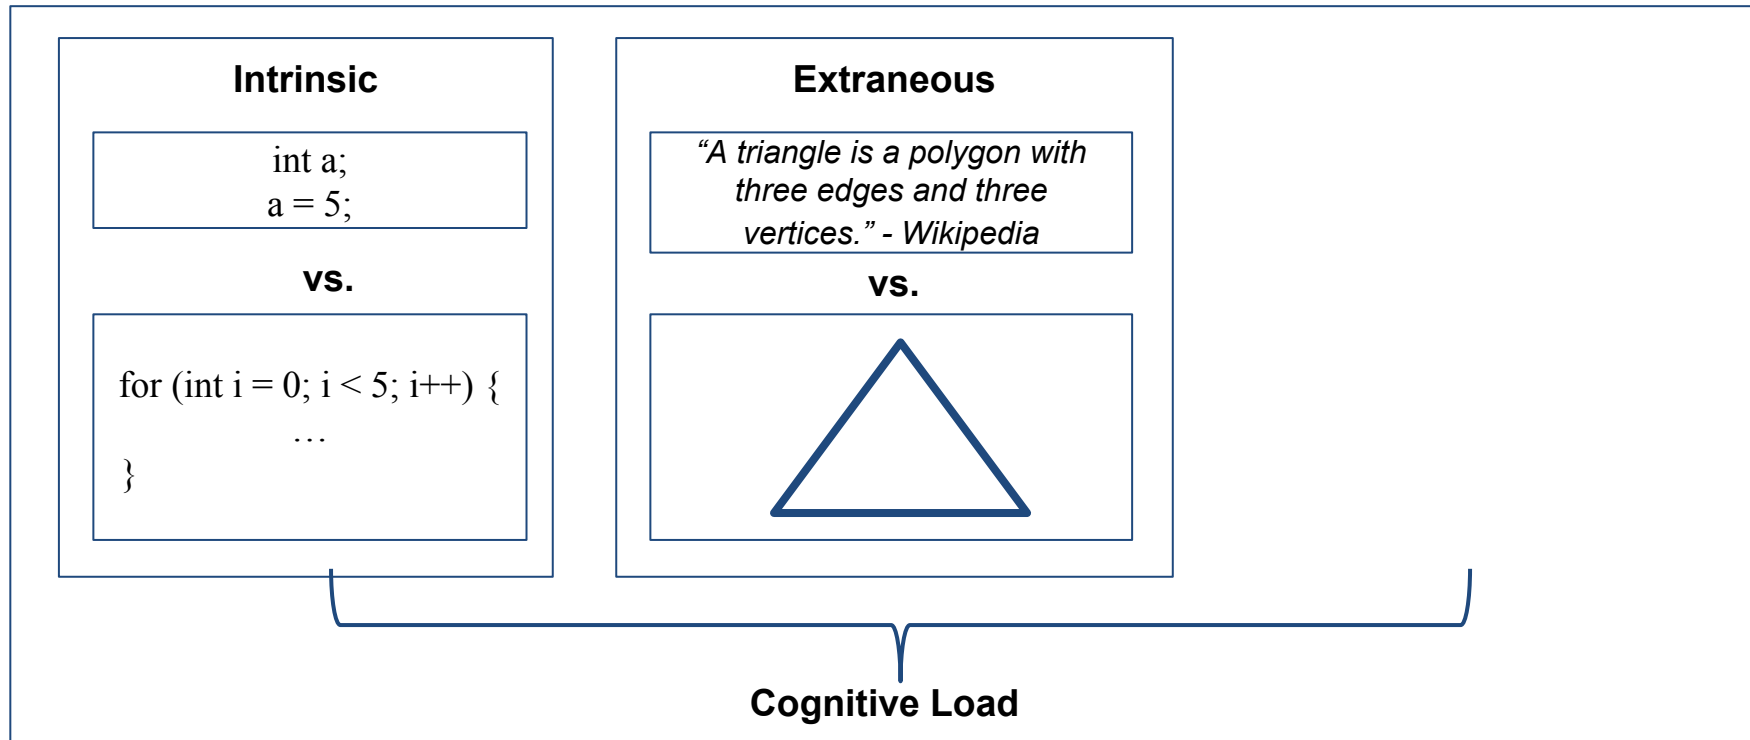 Intrinsic
int a;
a = 5;
vs.
for (int i = 0; i < 5; i++) {
…
}
Extraneous
“A triangle is a polygon with
three edges and three
vertices.” - Wikipedia
vs.
Cognitive Load